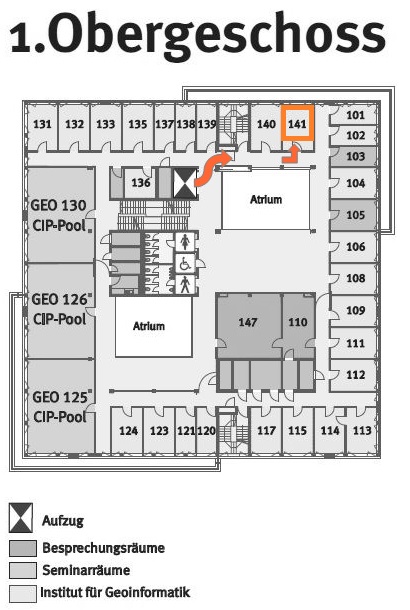 1.Obergeschoss
131 132 133 135 137 138 139 140 141 101
102
103
136
104
GEO 130
CIP-Pool
Atrium
105
106
GEO 126
CIP-Pool
108
Atrium
147 110
109
111
112
GEO 125
CIP-Pool
124 123 121 120 117 115 114 113
Aufzug
Besprechungsräume
Seminarräume
Institut für Geoinformatik